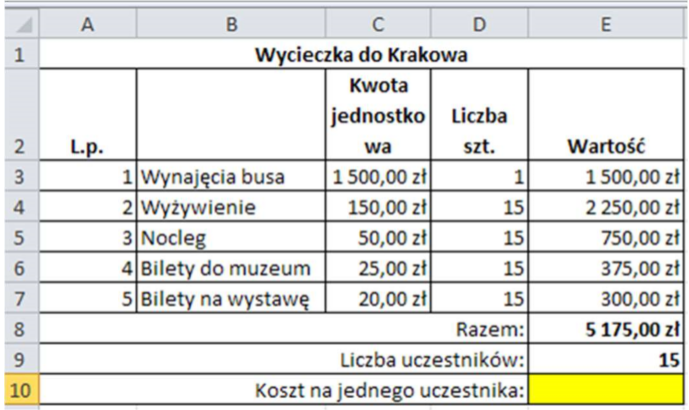 A B C D E
1 Wycieczka do Krakowa
Kwota
jednostko Liczba
2 L.p. wa szt. Wartość
3 1 Wynajęcia busa 1 500,00 zł 1 1 500,00 zł
4 2 Wyżywienie 150,00 zł 15 2 250,00 zł
5 3 Nocleg 50,00 zł 15 750,00 zł
6 4 Bilety do muzeum 25,00 zł 15 375,00 zł
7 5 Bilety na wystawę 20,00 zł 15 300,00 zł
8 Razem: 5 175,00 zł
9 Liczba uczestników: 15
10 Koszt na jednego uczestnika: